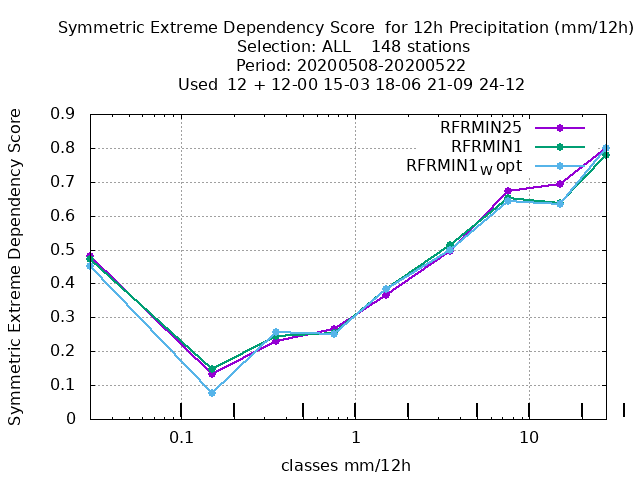 Symmetric Extreme Dependency Score  for 12h Precipitation (mm/12h)
Selection: ALL    148 stations
Period: 20200508-20200522
Used  12 + 12-00 15-03 18-06 21-09 24-12
Symmetric Extreme Dependency Score
0.9
0.8
0.7
0.6
0.5
0.4
0.3
0.2
0.1
0
RFRMIN25
RFRMIN1
RFRMIN1W opt
0.1
1
10
classes mm/12h